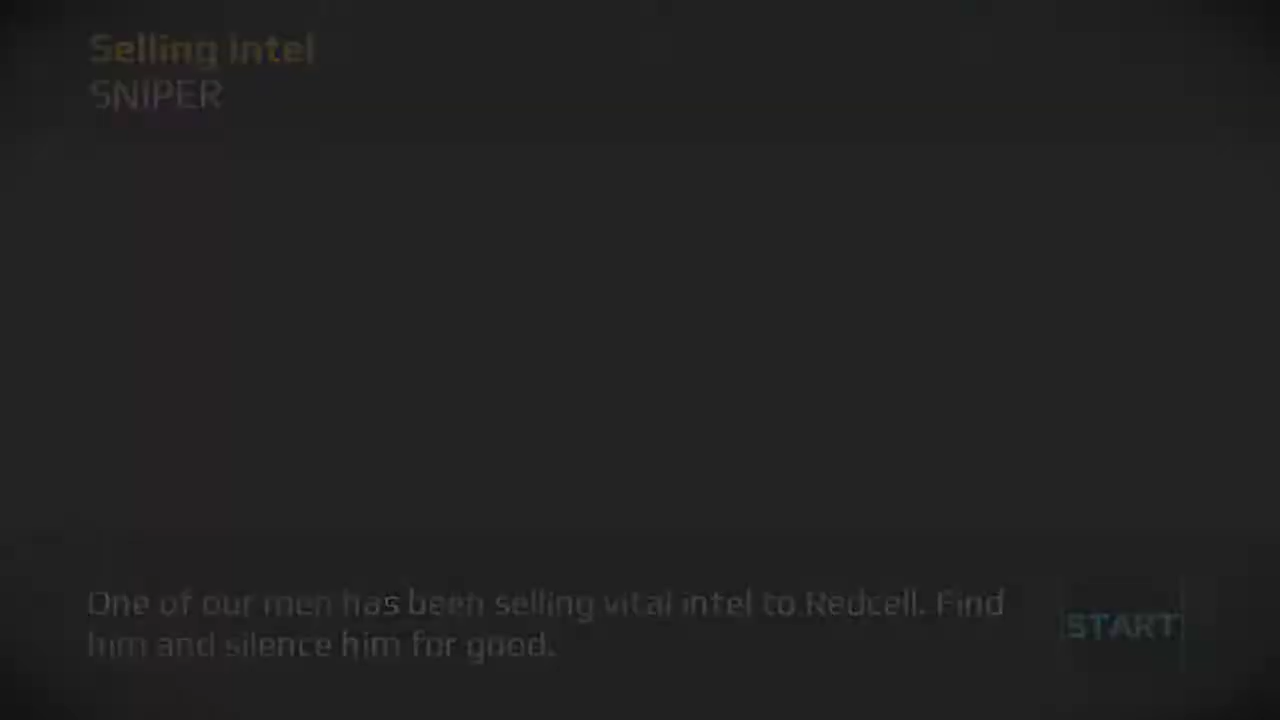 Selling Intel
SNIPER
One of our men has been selling vital intel to Redcell. Find
him and silence him for good.
START